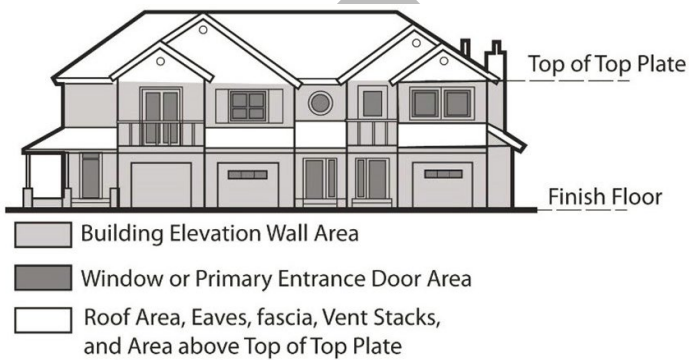 Top of Top Plate
Finish Floor
Building Elevation Wall Area
Window or Primary Entrance Door Area
Roof Area, Eaves, fascia, Vent Stacks,
and Area above Top of Top Plate